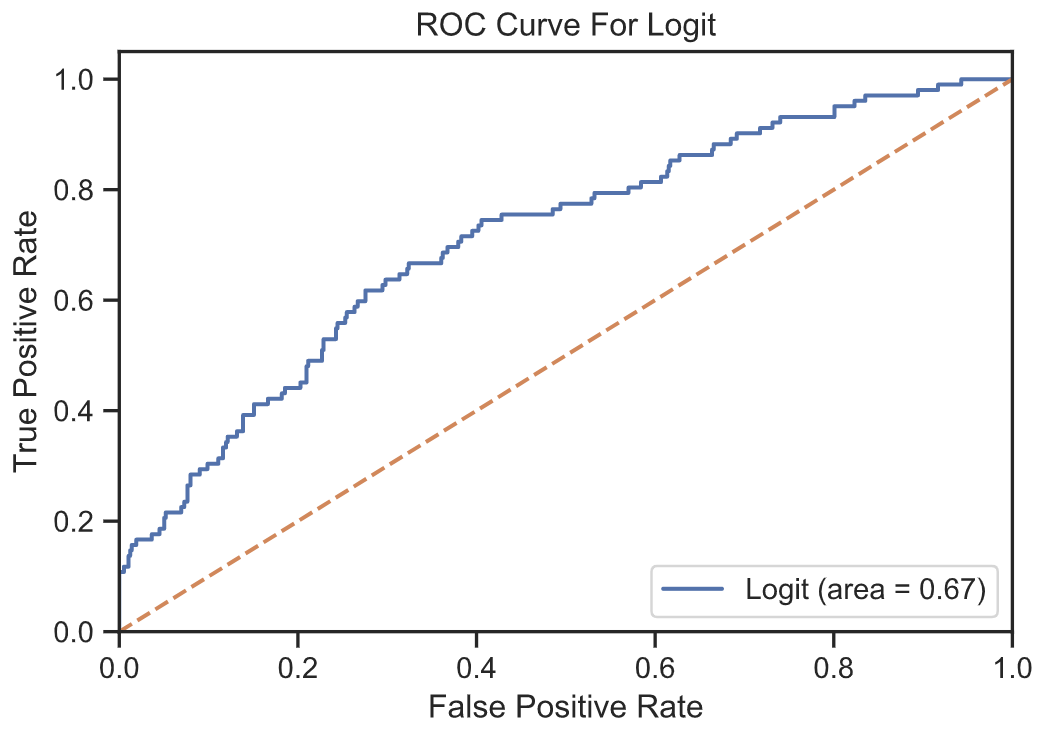 ROC Curve For Logit
1.0
0.8
0.6
0.4
0.2
0.0
True Positive Rate
Logit (area = 0.67)
0.0 0.2 0.4 0.6 0.8 1.0
False Positive Rate